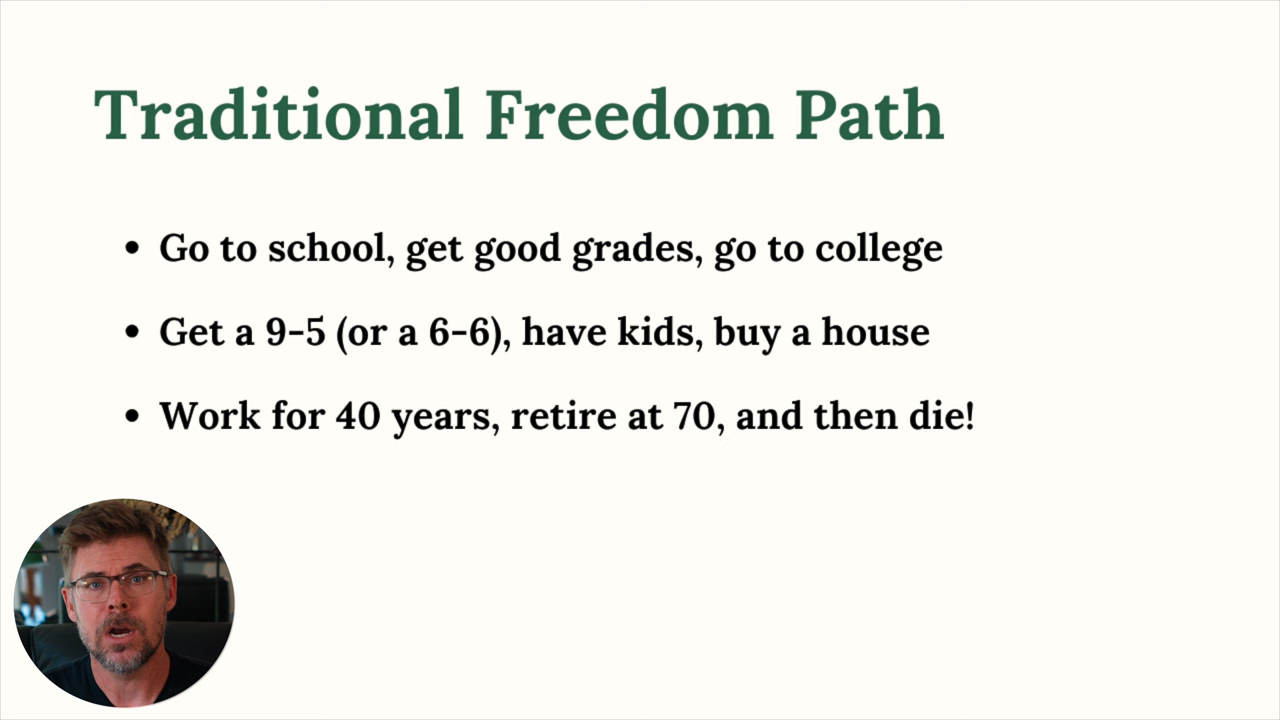 Traditional Freedom Path
• Go to school, get good grades, go to college
• Get a 9-5 (or a 6-6), have kids, buy a house
• Work for 40 years, retire at 70, and then die!